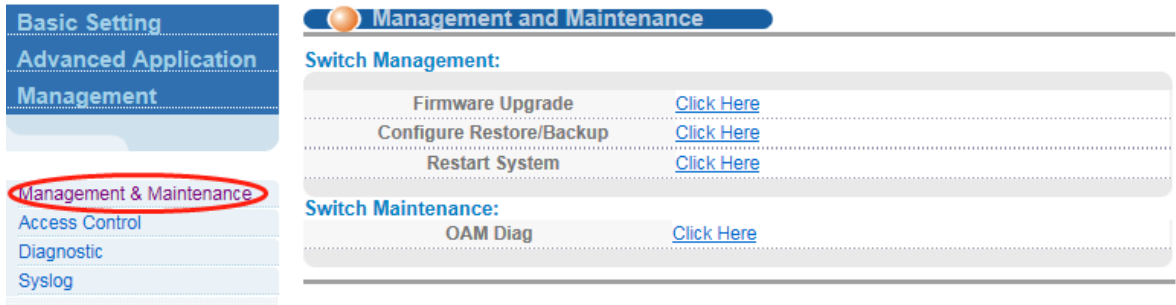 Basic Setting
Advanced Application
Management
Management & Maintenance
Access Control
Diagnostic
Syslog
Management and Maintenance
Switch Management:
Firmware Upgrade Click Here
Configure Restore/Backup Click Here
Restart System Click Here
Switch Maintenance:
OAM Diag Click Here